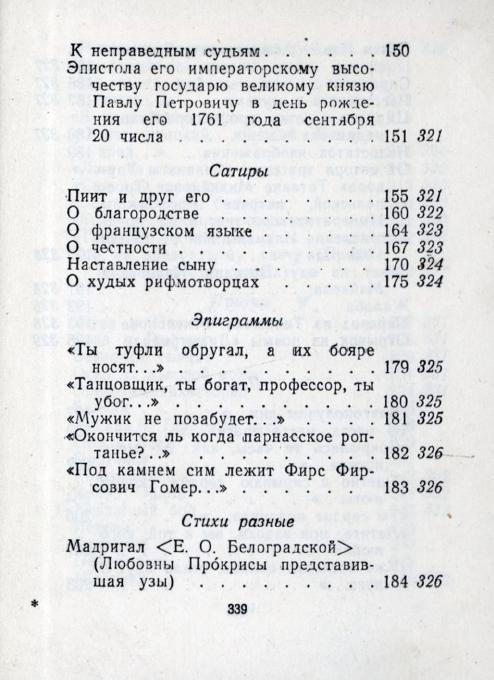 К неправедным судьям . . . . . . 150
Эпистола его императорскому высо-
честву государю великому князю
Павлу Петровичу в день рожде-
ния его 1761 года сентября
20 числа . . . . . . . . . 151 321
Сатиры
Пиит и друг его . . . . . . . . 155 321
О благородстве . . . . . . . . . 160 322
О французском языке . . . . . . 164 323
О честности . . . . . . . . . . 167 323
Наставление сыну . . . . . . . 170 324
О худых рифмотворцах . . . . . 175 324
Эпиграммы
«Ты туфли обругал, а их бояре
носят. . .» . . . . . . . . . 179 325
«Танцовщик, ты богат, профессор, ты
убог. . .» . . . . . . . . . 180 325
«Мужик не позабудет. . .» . . . . 181 325
«Окончится ль когда парнасское роп-
танье? . .» . . . . . . . . . 182 326
«Под камнем сим лежит Фирс Фир-
сович Гомер. . .» . . . . . . 183 326
Стихи разные
Мадригал <Е. О. Белоградской>
(Любовны Прокрисы представив-
шая узы) . . . . . . . . . 184 326
* 339